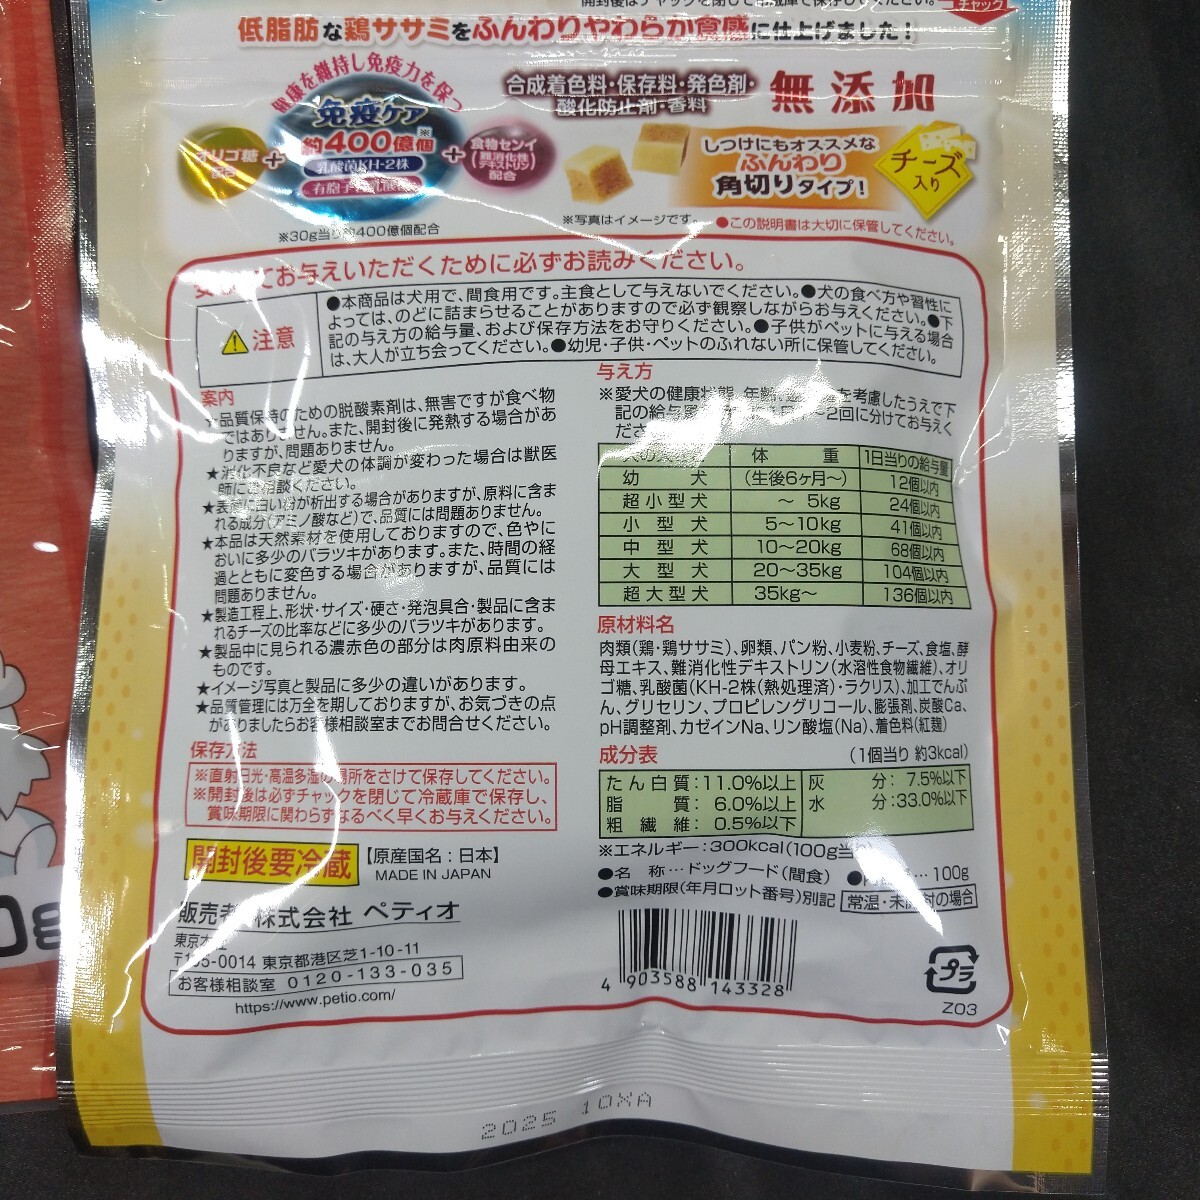 低脂肪な鶏ササミをふんわりやわらか食感に仕上げました!
チャック
健康を維持し免疫力を保つ
免疫ケア
約400億個※
乳酸菌KH-2株
オリゴ糖
配合
+
+
食物センイ
(難消化性
デキストリン)
配合
※30g当り約400億個配合
合成着色料・保存料・発色剤・
酸化防止剤・香料
無添加
しつけにもオススメな
ふんわり
角切りタイプ!
チーズ
入り
※写真はイメージです。
●この説明書は大切に保管してください。
てお与えいただくために必ずお読みください。
注意
●本商品は犬用で、間食用です。主食として与えないでください。●犬の食べ方や習性に
よっては、のどに詰まらせることがありますので必ず観察しながらお与えください。●下
記の与え方の給与量、および保存方法をお守りください。●子供がペットに与える場合
は、大人が立ち会ってください。●幼児・子供・ペットのふれない所に保管してください。
案内
★品質保持のための脱酸素剤は、無害ですが食べ物
ではありません。また、開封後に発熱する場合があ
りますが、問題ありません。
★消化不良など愛犬の体調が変わった場合は獣医
師にご相談ください。
★表面に白い粉が析出する場合がありますが、原料に含ま
れる成分(アミノ酸など)で、品質には問題ありません。
★本品は天然素材を使用しておりますので、色やに
おいに多少のバラツキがあります。また、時間の経
過とともに変色する場合がありますが、品質には
問題ありません。
★製造工程上、形状・サイズ・硬さ・発泡具合・製品に含ま
れるチーズの比率などに多少のバラツキがあります。
★製品中に見られる濃赤色の部分は肉原料由来の
ものです。
★イメージ写真と製品に多少の違いがあります。
★品質管理には万全を期しておりますが、お気づきの点
がありましたらお客様相談室までお問合せください。
保存方法
※直射日光・高温多湿の場所をさけて保存してください。
※開封後は必ずチャックを閉じて冷蔵庫で保存し、
賞味期限に関わらずなるべく早くお与えください。
開封後要冷蔵
【原産国名:日本】
MADE IN JAPAN
販売者 株式会社 ペティオ
東京本社
〒105-0014 東京都港区芝1-10-11
お客様相談室 0120-133-035
https://www.petio.com/
与え方
※愛犬の健康状態、年齢、 を考慮したうえで下
記の給与量 2回に分けてお与えく
ださ
体重 1日当りの給与量
幼犬 (生後6ヶ月〜) 12個以内
超小型犬 〜 5kg 24個以内
小型犬 5〜10kg 41個以内
中型犬 10〜20kg 68個以内
大型犬 20〜35kg 104個以内
超大型犬 35kg〜 136個以内
原材料名
肉類(鶏・鶏ササミ)、卵類、パン粉、小麦粉、チーズ、食塩、酵
母エキス、難消化性デキストリン(水溶性食物繊維)、オリ
ゴ糖、乳酸菌(KH-2株(熱処理済)・ラクリス)、加工でんぷ
ん、グリセリン、プロピレングリコール、膨張剤、炭酸Ca、
pH調整剤、カゼインNa、リン酸塩(Na)、着色料(紅麹)
成分表 (1個当り 約3kcal)
たん白質:11.0%以上 灰分:7.5%以下
脂質:6.0%以上 水分:33.0%以下
粗繊維:0.5%以下
※エネルギー:300kcal(100g当り)
●名称…ドッグフード(間食) ● …100g
●賞味期限(年月ロット番号)別記 常温・未開封の場合
4 903588 143328
プラ
Z03
2025 10XA
0g